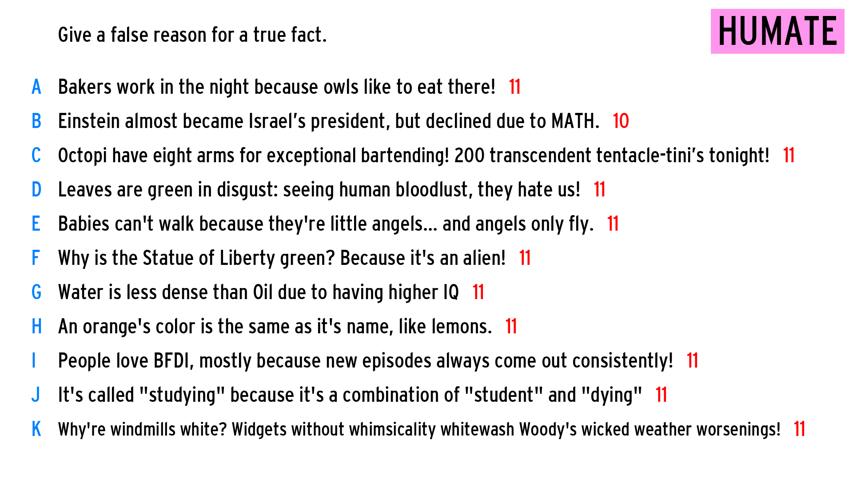 Give a false reason for a true fact.
HUMATE
A Bakers work in the night because owls like to eat there! 11
B Einstein almost became Israel's president, but declined due to MATH. 10
C Octopi have eight arms for exceptional bartending! 200 transcendent tentacle-tini's tonight! 11
D Leaves are green in disgust: seeing human bloodlust, they hate us! 11
E Babies can't walk because they're little angels... and angels only fly. 11
F Why is the Statue of Liberty green? Because it's an alien! 11
G Water is less dense than Oil due to having higher IQ 11
H An orange's color is the same as it's name, like lemons. 11
I People love BFDI, mostly because new episodes always come out consistently! 11
J It's called "studying" because it's a combination of "student" and "dying" 11
K Why're windmills white? Widgets without whimsicality whitewash Woody's wicked weather worsenings! 11